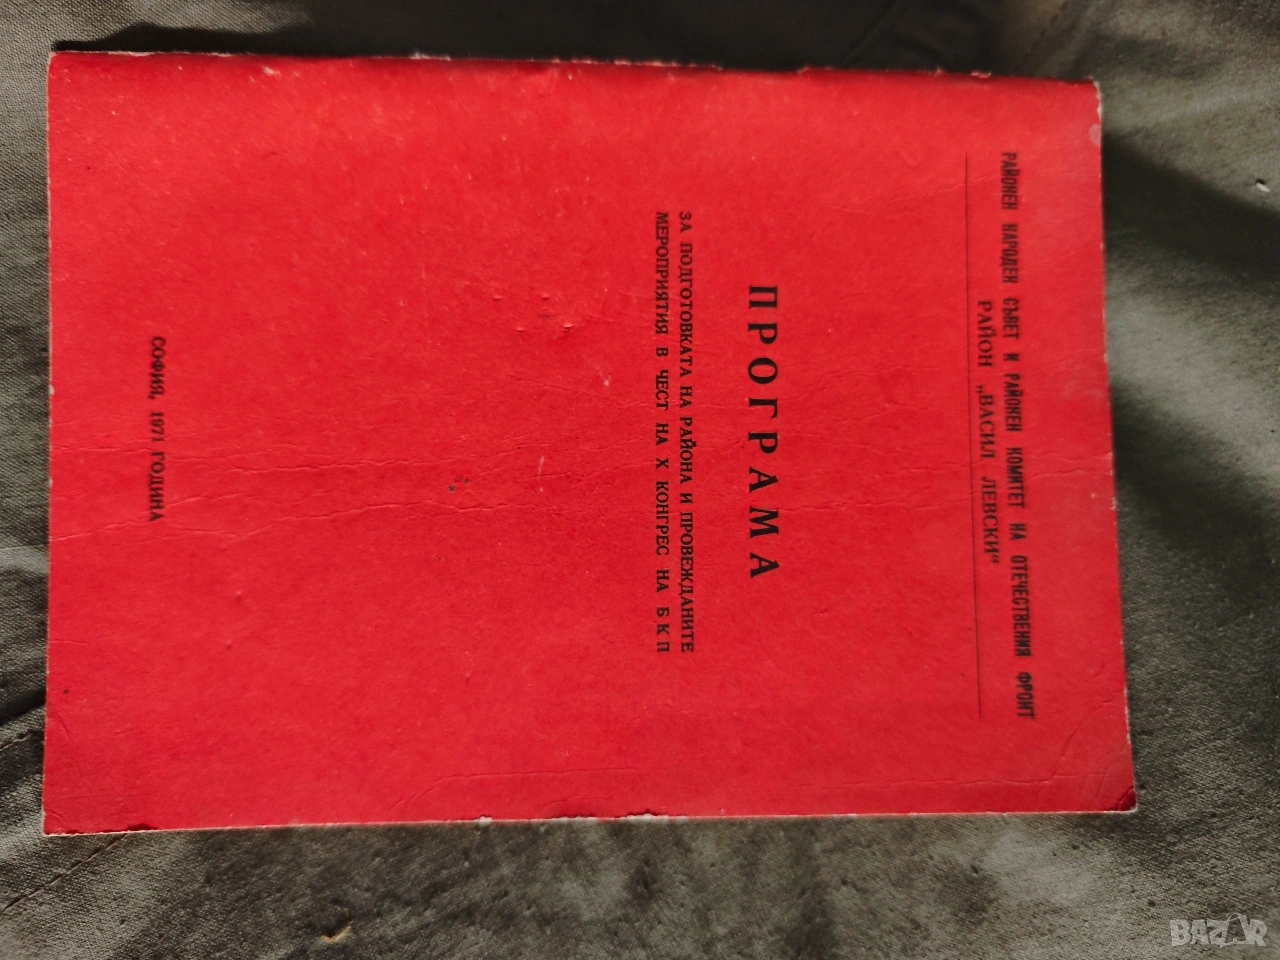 РАЙОНЕН НАРОДЕН СЪВЕТ И РАЙОНЕН КОМИТЕТ НА ОТЕЧЕСТВЕНИЯ ФРОНТ
РАЙОН „ВАСИЛ ЛЕВСКИ“
ПРОГРАМА
ЗА ПОДГОТОВКАТА НА РАЙОНА И ПРОВЕЖДАНИТЕ
МЕРОПРИЯТИЯ В ЧЕСТ НА X КОНГРЕС НА БКП
СОФИЯ, 1971 ГОДИНА
BAZAR